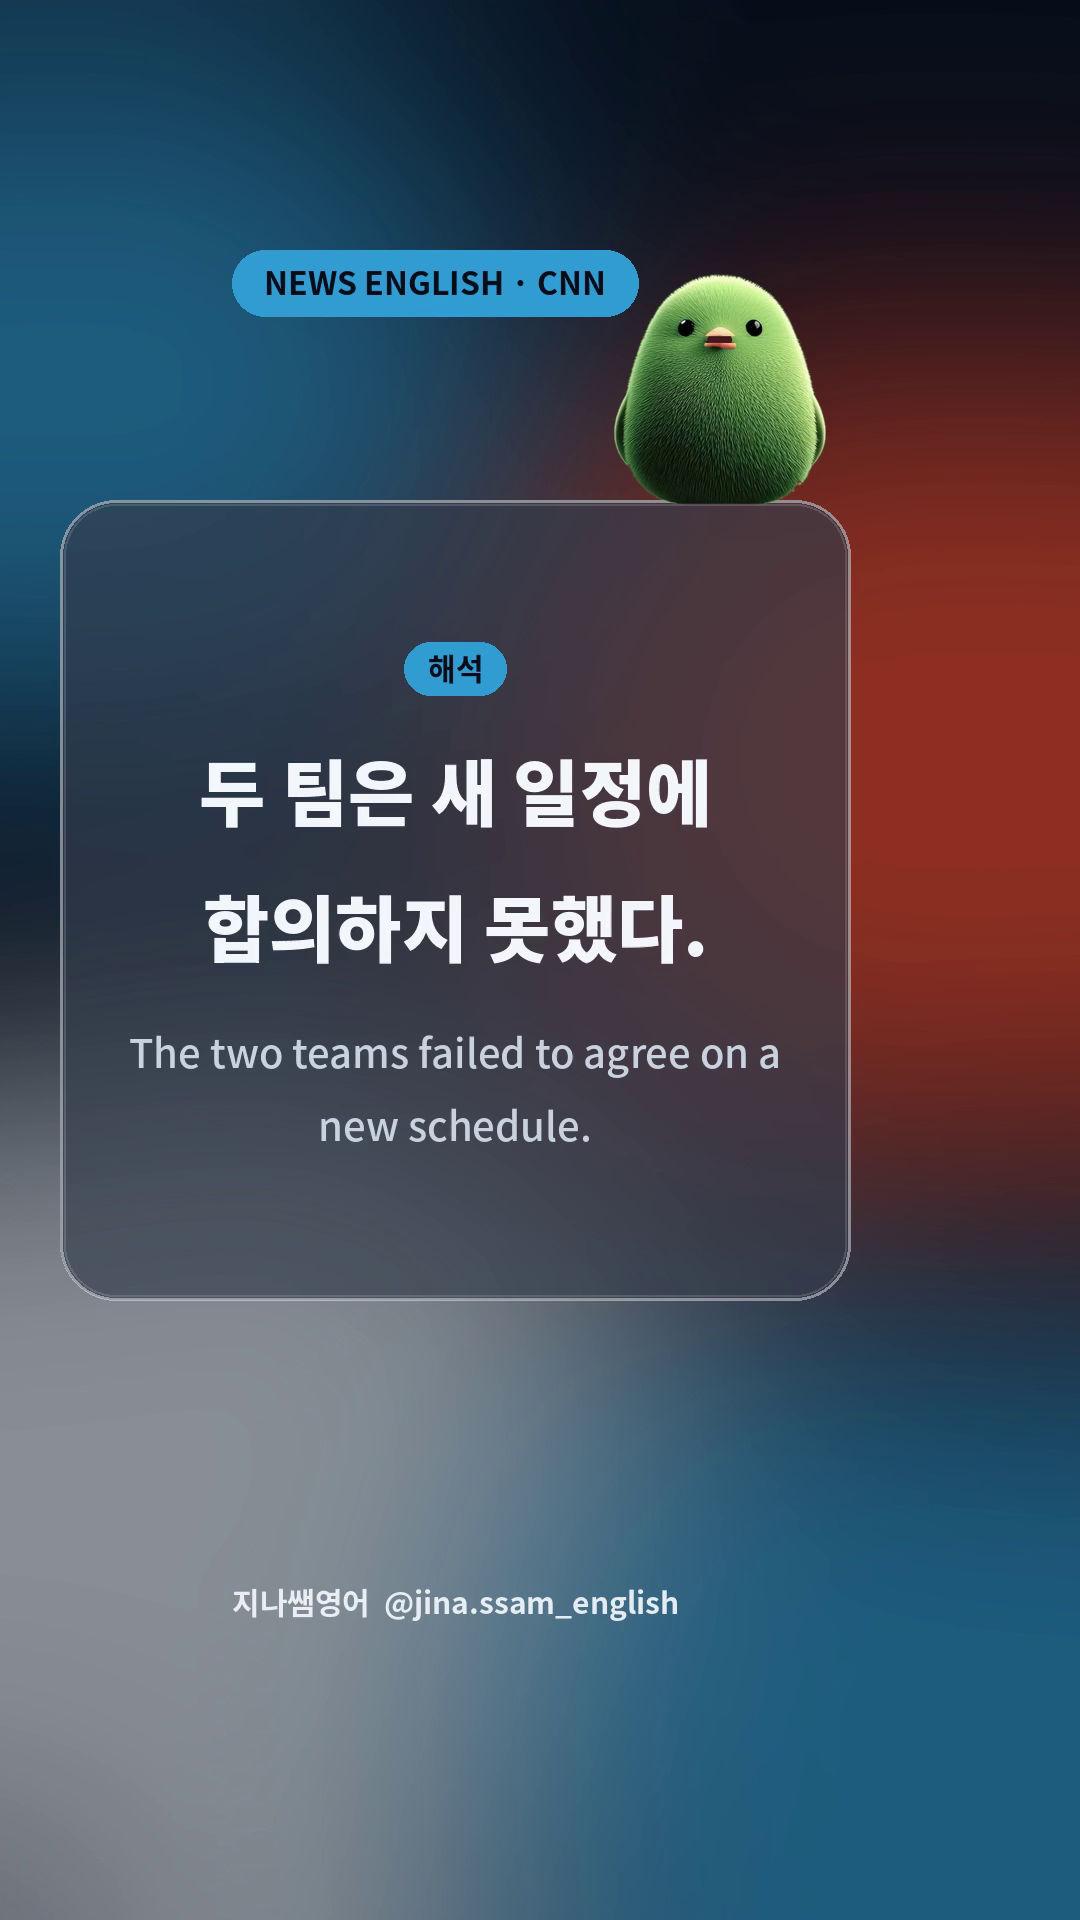 NEWS ENGLISH · CNN
해석
두 팀은 새 일정에
합의하지 못했다.
The two teams failed to agree on a
new schedule.
지나쌤영어 @jina.ssam_english